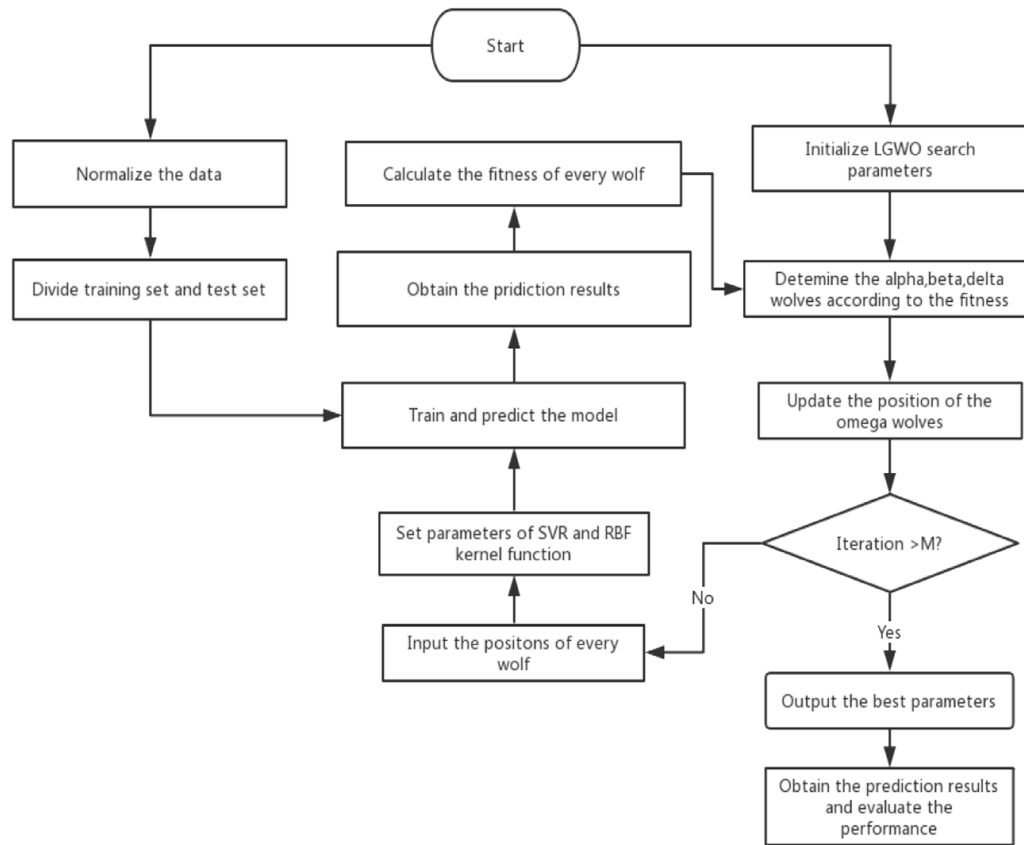 Start
Normalize the data
Divide training set and test set
Calculate the fitness of every wolf
Obtain the pridiction results
Train and predict the model
Set parameters of SVR and RBF
kernel function
Input the positons of every
wolf
Initialize LGWO search
parameters
Detemine the alpha,beta,delta
wolves according to the fitness
Update the position of the
omega wolves
Iteration >M?
No
Yes
Output the best parameters
Obtain the prediction results
and evaluate the
performance